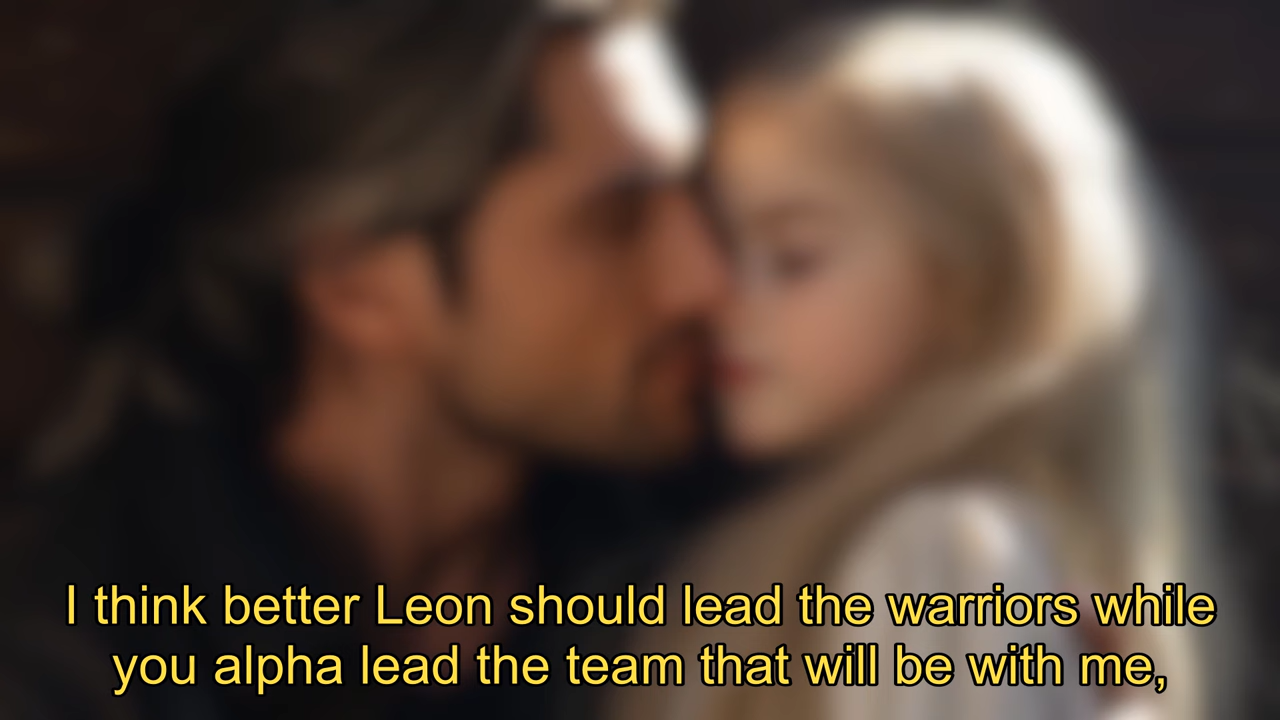 I think better Leon should lead the warriors while
you alpha lead the team that will be with me,